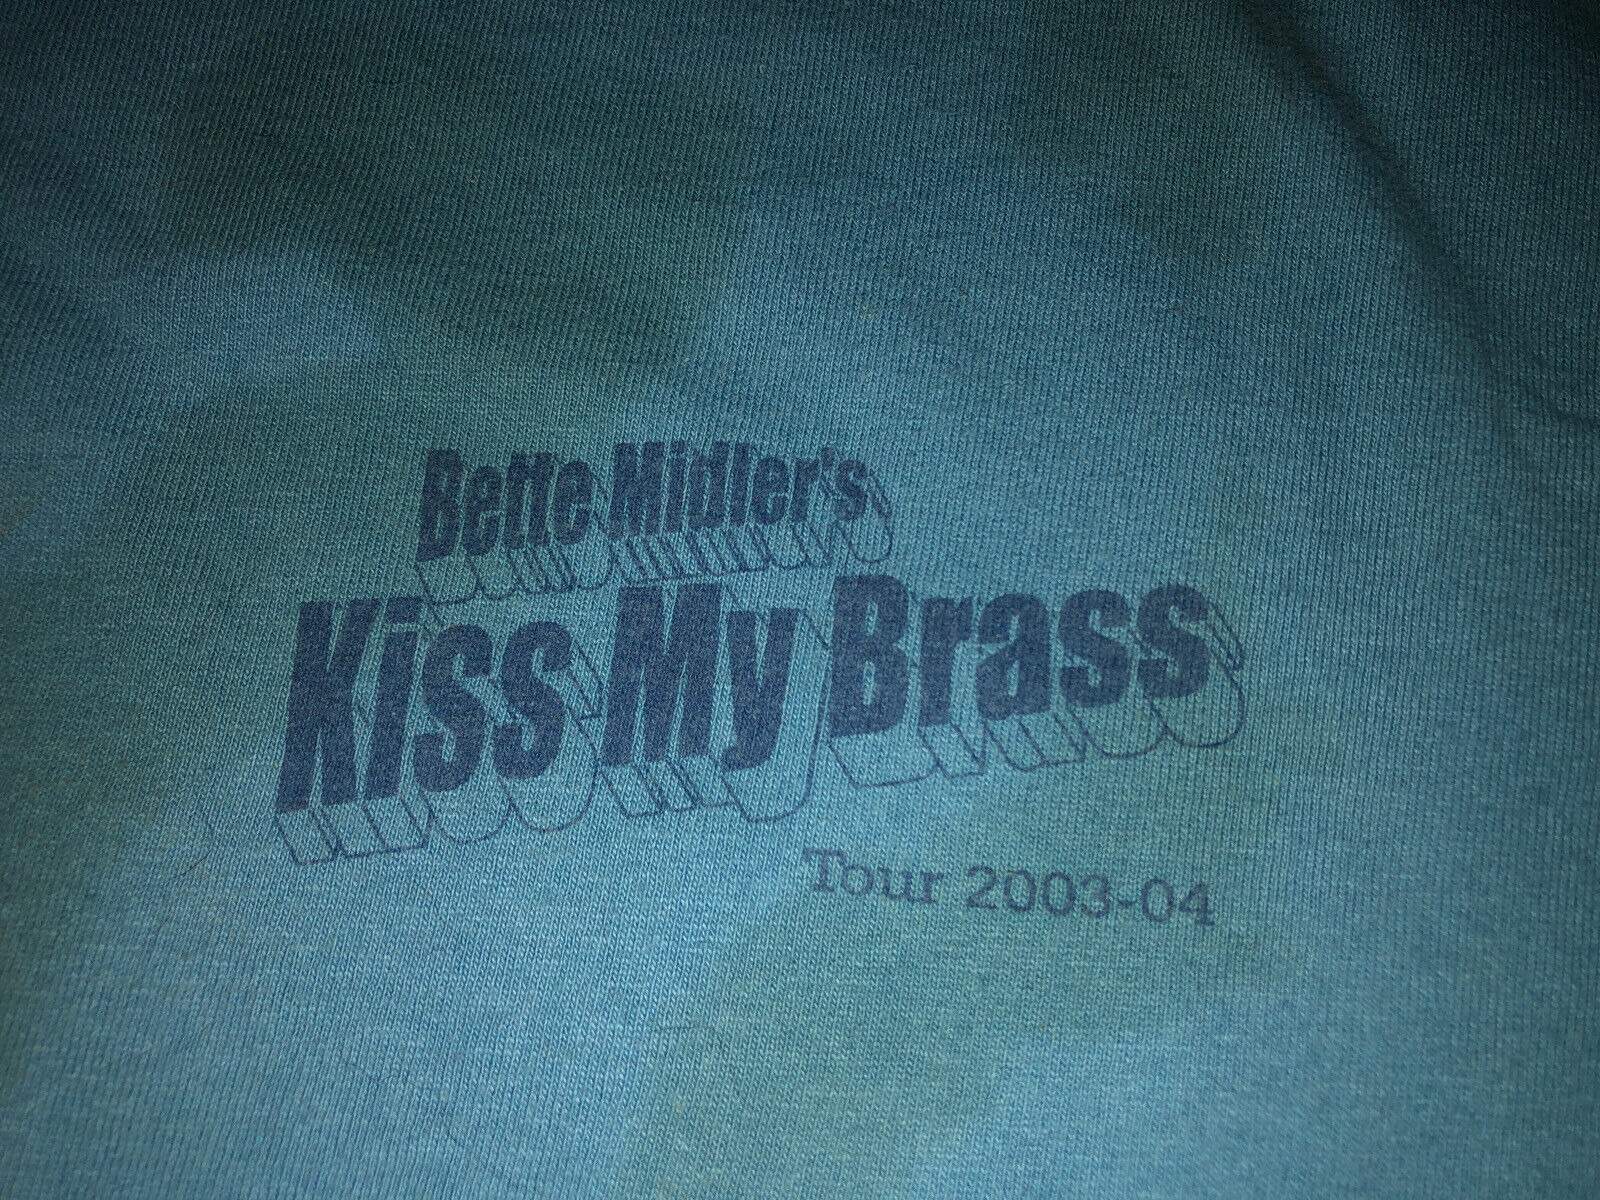 Bette Midler's
Kiss My Brass
Tour 2003-04